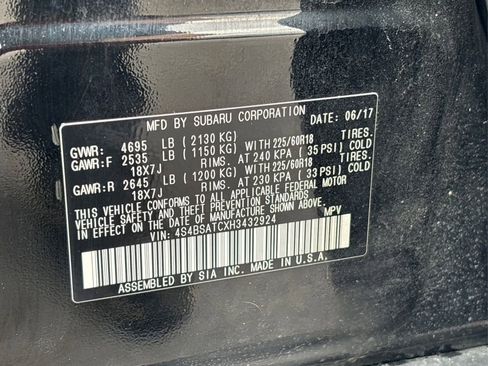 MFD BY SUBARU CORPORATION DATE: 06/17
GVWR: 4695 LB ( 2130 KG)
GAWR:F 2535 LB ( 1150 KG) WITH 225/60R18 TIRES.
18X7J RIMS. AT 240 KPA ( 35 PSI) COLD
GAWR:R 2645 LB ( 1200 KG) WITH 225/60R18 TIRES.
18X7J RIMS. AT 230 KPA ( 33 PSI) COLD
THIS VEHICLE CONFORMS TO ALL APPLICABLE FEDERAL MOTOR
VEHICLE SAFETY AND THEFT PREVENTION STANDARDS
IN EFFECT ON THE DATE OF MANUFACTURE SHOWN ABOVE.
VIN: 4S4BSATCXH3432924 MPV
ASSEMBLED BY SIA INC. MADE IN U.S.A.